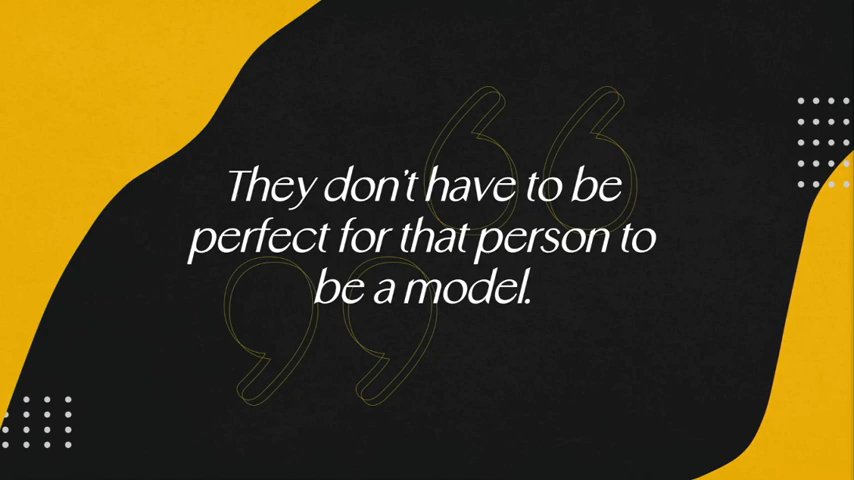 They don't have to be
perfect for that person to
be a model.